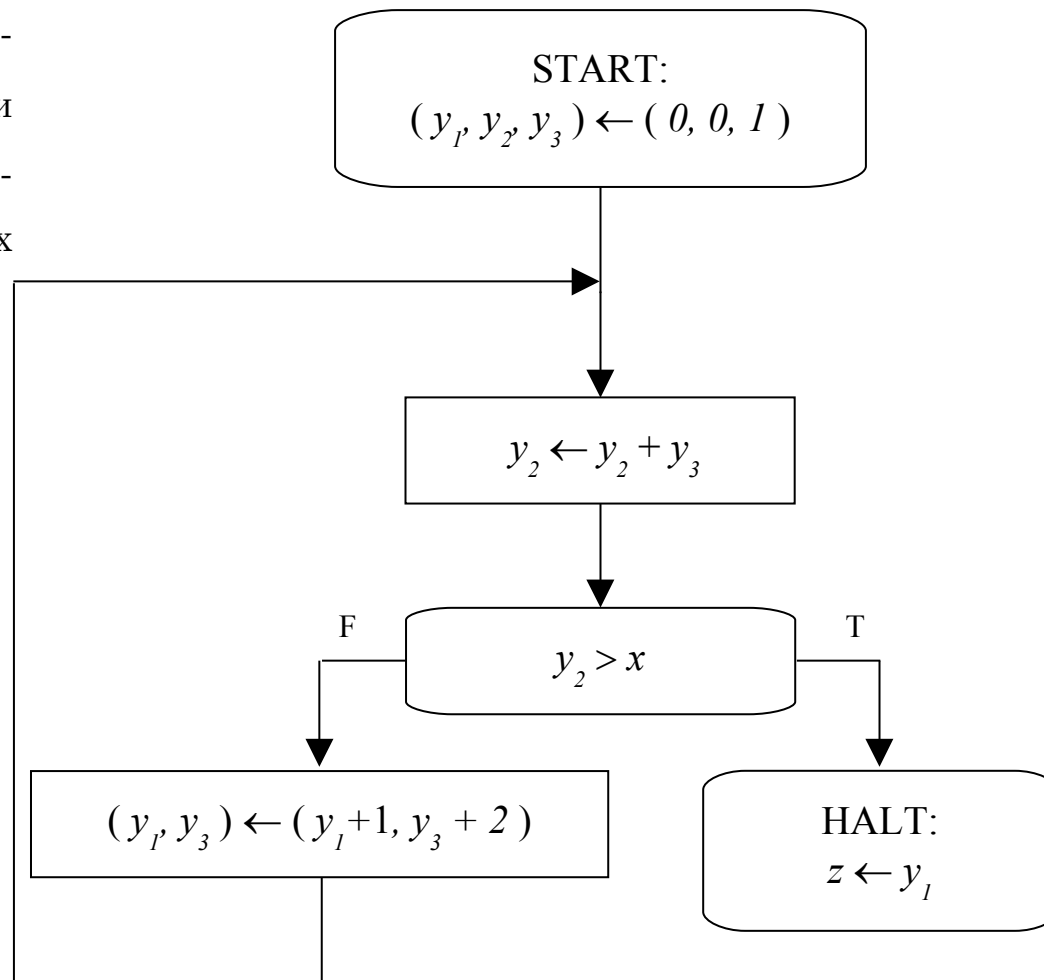 -
и
-
х
START:
( y₁, y₂, y₃ ) ← ( 0, 0, 1 )
y₂ ← y₂ + y₃
F
T
y₂ > x
( y₁, y₃ ) ← ( y₁+1, y₃ + 2 )
HALT:
z ← y₁